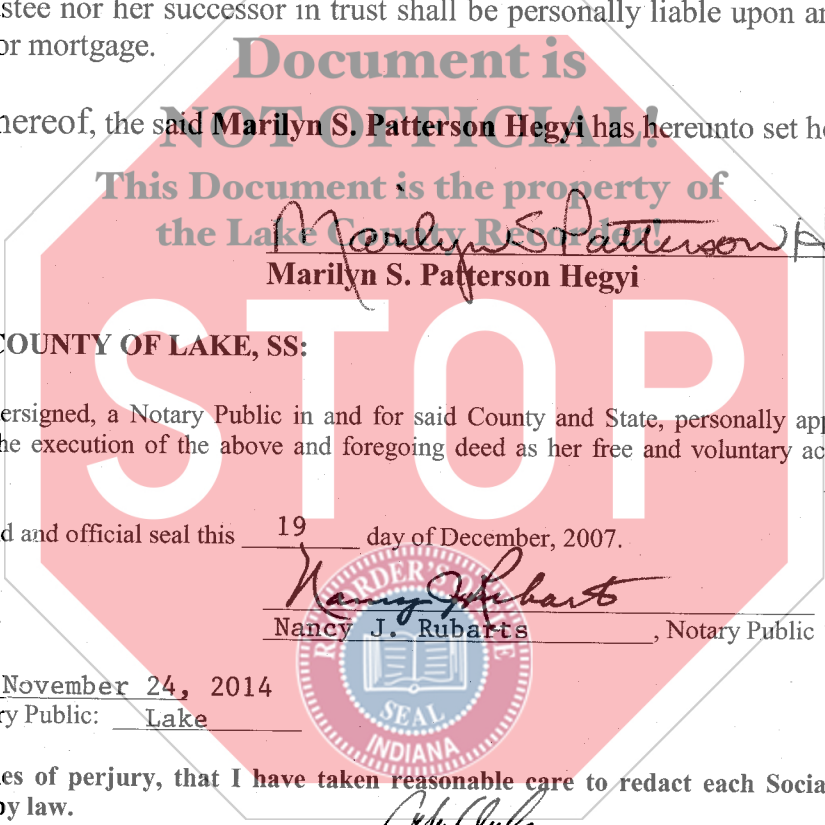 stee nor her successor in trust shall be personally liable upon an
or mortgage.
Document is
NOT OFFICIAL!
hereof, the said Marilyn S. Patterson Hegyi has hereunto set he
This Document is the property of
the Lake County Recorder!
Marilyn S Patterson H
Marilyn S. Patterson Hegyi
STOP
COUNTY OF LAKE, SS:
ersigned, a Notary Public in and for said County and State, personally app
he execution of the above and foregoing deed as her free and voluntary ac
d and official seal this 19 day of December, 2007.
Nancy J. Rubarts
Nancy J. Rubarts, Notary Public
RECORDER'S OFFICE
SEAL
INDIANA
November 24, 2014
ry Public: Lake
es of perjury, that I have taken reasonable care to redact each Socia
by law.